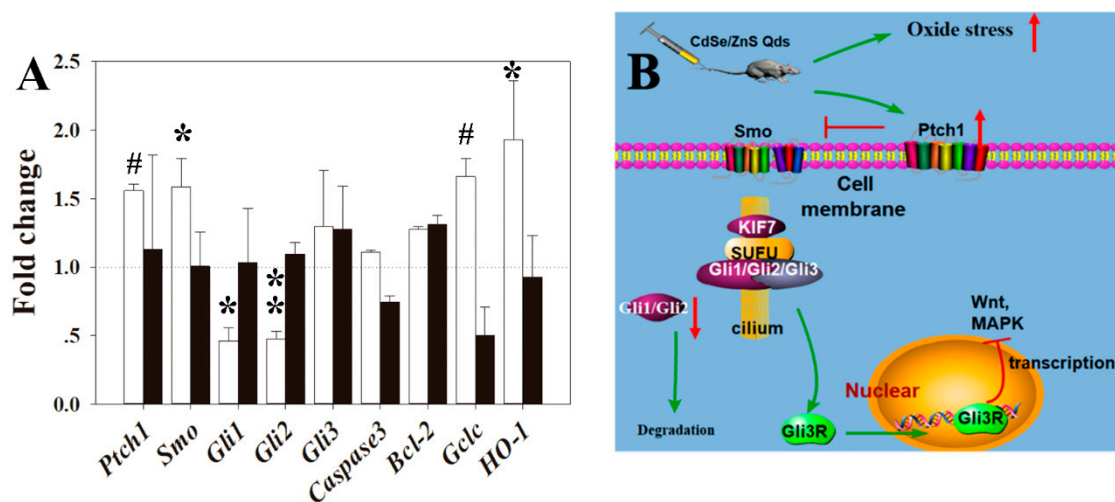 A
Fold change
2.5
2.0
1.5
1.0
.5
0.0
#
*
*
*
*
#
*
Ptch1
Smo
Gli1
Gli2
Gli3
Caspase3
Bcl-2
Gclc
HO-1
B
CdSe/ZnS Qds
Oxide stress
Smo
Ptch1
Cell
membrane
KIF7
SUFU
Gli1/Gli2/Gli3
Gli1/Gli2
cilium
Wnt,
MAPK
transcription
Nuclear
Degradation
Gli3R
Gli3R